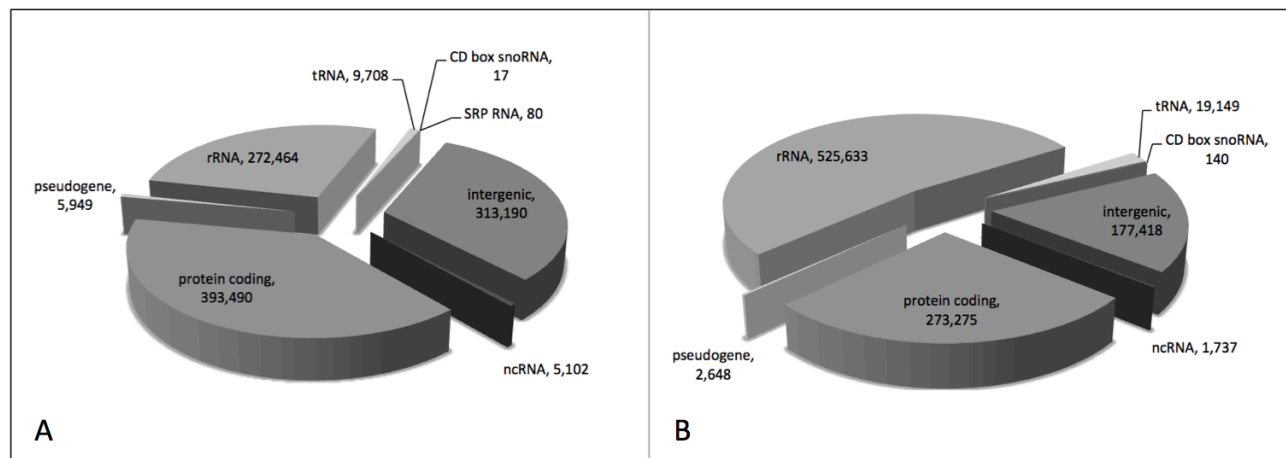 CD box snoRNA,
17
tRNA, 9,708
SRP RNA, 80
rRNA, 272,464
pseudogene,
5,949
intergenic,
313,190
protein coding,
393,490
ncRNA, 5,102
A
tRNA, 19,149
CD box snoRNA,
140
rRNA, 525,633
intergenic,
177,418
protein coding,
273,275
pseudogene,
2,648
ncRNA, 1,737
B